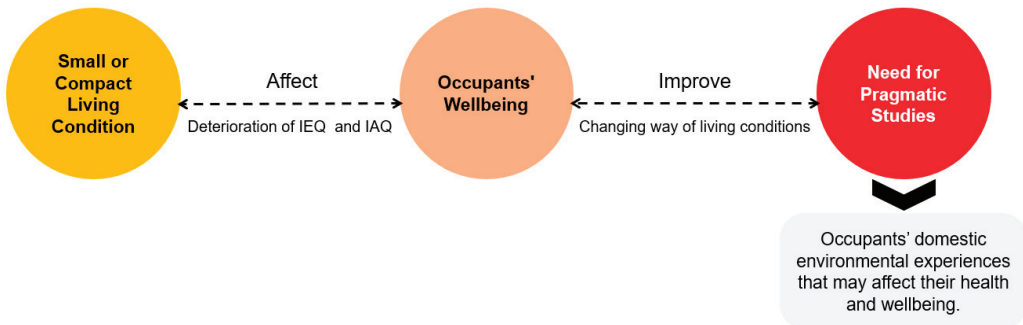 Small or
Compact
Living
Condition
Affect
Deterioration of IEQ and IAQ
Occupants'
Wellbeing
Improve
Changing way of living conditions
Need for
Pragmatic
Studies
Occupants’ domestic
environmental experiences
that may affect their health
and wellbeing.